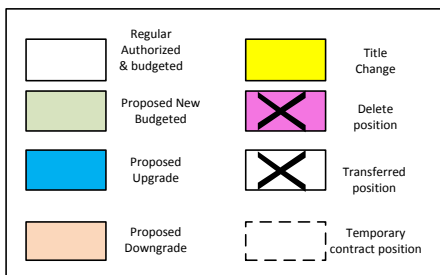 Regular
Authorized
& budgeted
Title
Change
Proposed New
Budgeted
Delete
position
Proposed
Upgrade
Transferred
position
Proposed
Downgrade
Temporary
contract position